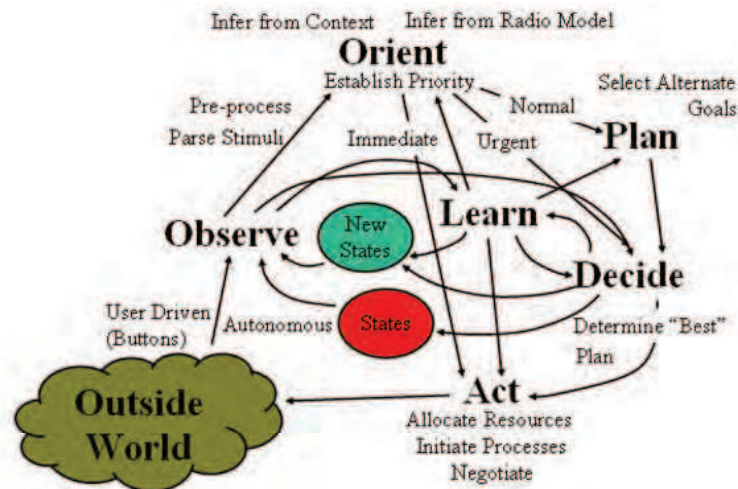 Infer from Context
Infer from Radio Model
Orient
Establish Priority
Select Alternate
Goals
Pre-process
Parse Stimuli
Normal
Immediate
Urgent
Plan
Observe
New
States
Learn
Decide
User Driven
(Buttons)
Autonomous
States
Determine “Best”
Plan
Outside
World
Act
Allocate Resources
Initiate Processes
Negotiate